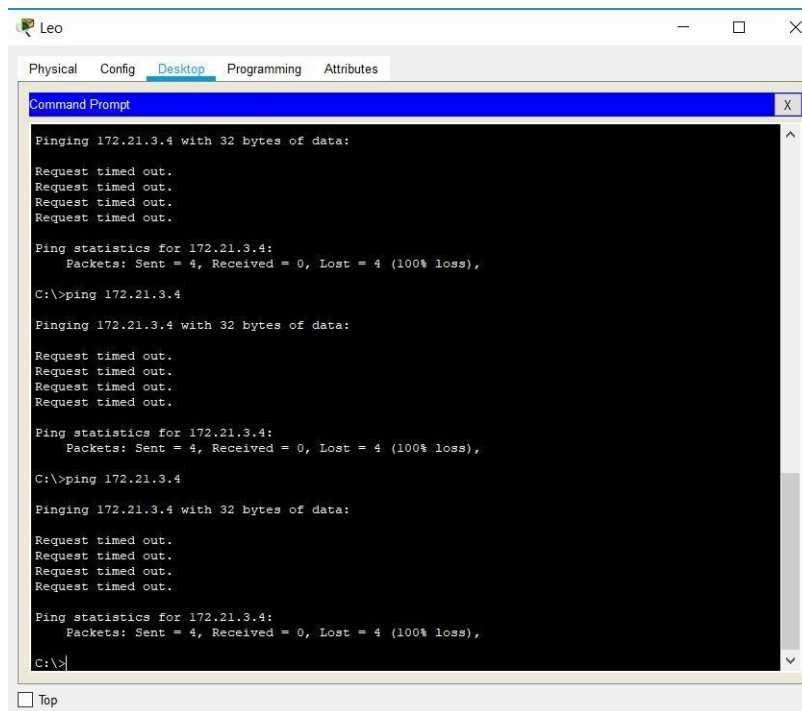 Leo
Physical Config Desktop Programming Attributes
Command Prompt
X
Pinging 172.21.3.4 with 32 bytes of data:
Request timed out.
Request timed out.
Request timed out.
Request timed out.
Ping statistics for 172.21.3.4:
Packets: Sent = 4, Received = 0, Lost = 4 (100% loss),
C:\>ping 172.21.3.4
Pinging 172.21.3.4 with 32 bytes of data:
Request timed out.
Request timed out.
Request timed out.
Request timed out.
Ping statistics for 172.21.3.4:
Packets: Sent = 4, Received = 0, Lost = 4 (100% loss),
C:\>ping 172.21.3.4
Pinging 172.21.3.4 with 32 bytes of data:
Request timed out.
Request timed out.
Request timed out.
Request timed out.
Ping statistics for 172.21.3.4:
Packets: Sent = 4, Received = 0, Lost = 4 (100% loss),
C:\>
Top